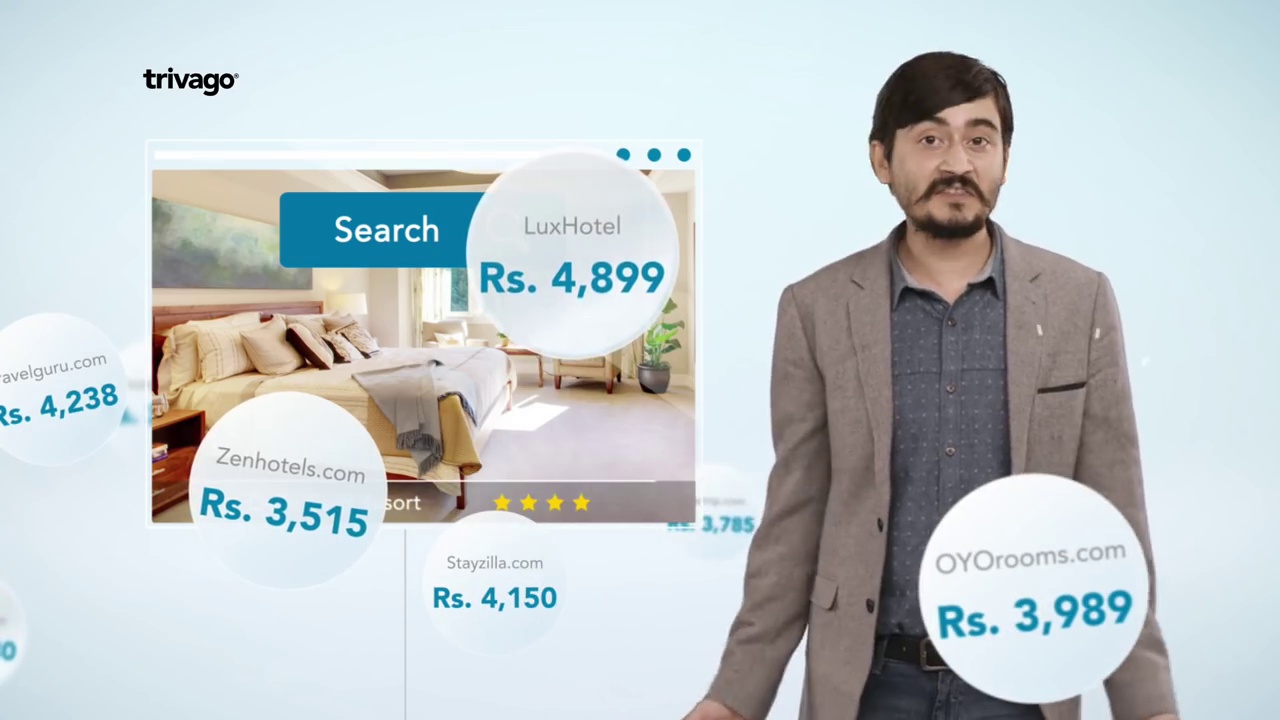 trivago
Search
LuxHotel
Rs. 4,899
ravelguru.com
Rs. 4,238
Zenhotels.com
Rs. 3,515
sort
Rs. 3,785
Stayzilla.com
Rs. 4,150
OYOrooms.com
Rs. 3,989